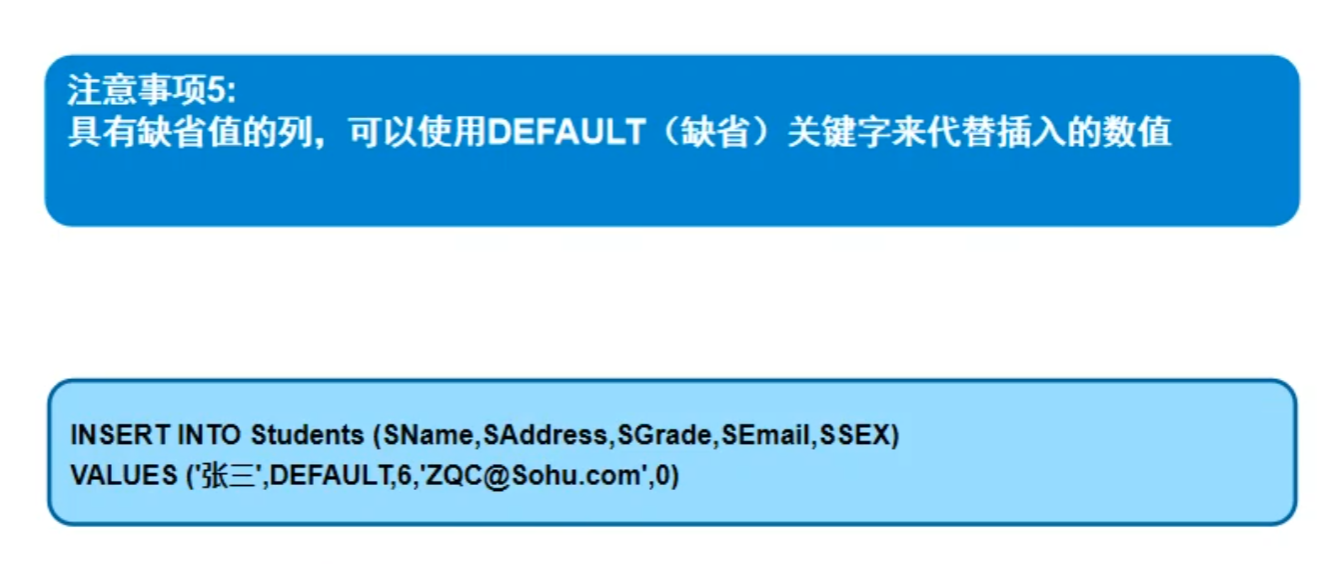 注意事项5:
具有缺省值的列，可以使用DEFAULT（缺省）关键字来代替插入的数值
INSERT INTO Students (SName,SAddress,SGrade,SEmail,SSEX)
VALUES ('张三',DEFAULT,6,'ZQC@Sohu.com',0)